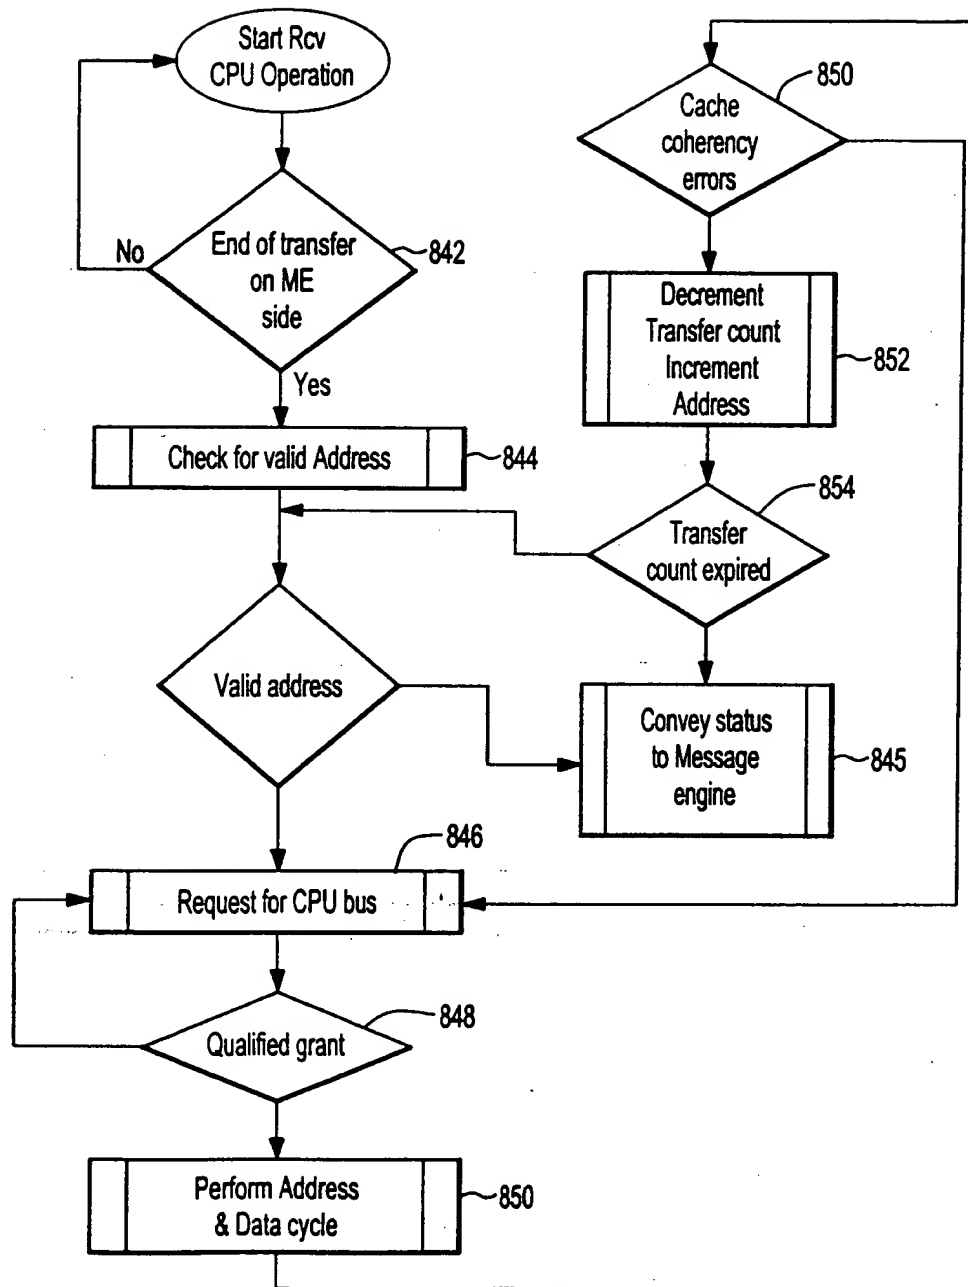 Start Rcv
CPU Operation
No
End of transfer
on ME
side
842
Yes
Check for valid Address
844
Valid address
846
Request for CPU bus
Qualified grant
848
Perform Address
& Data cycle
850
850
Cache
coherency
errors
Decrement
Transfer count
Increment
Address
852
854
Transfer
count expired
Convey status
to Message
engine
845